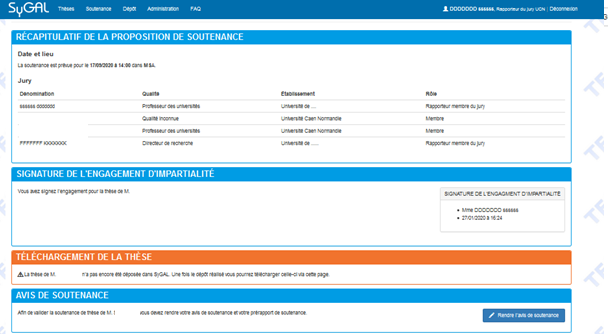 SyGAL Thèses Soutenance Dépôt Administration FAQ DDDDDDD ssssss, Rapporteur du jury UCN | Déconnexion
RÉCAPITULATIF DE LA PROPOSITION DE SOUTENANCE
Date et lieu
La soutenance est prévue pour le 17/09/2020 à 14:00 dans MSA.
Jury
Dénomination Qualité Établissement Rôle
ssssss ddddddd Professeur des universités Université de .... Rapporteur membre du jury
Qualité inconnue Université Caen Normandie Membre
Professeur des universités Université Caen Normandie Membre
Directeur de recherche Université de ..... Rapporteur membre du jury
SIGNATURE DE L'ENGAGEMENT D'IMPARTIALITÉ
Vous avez signez l'engagement pour la thèse de M.
SIGNATURE DE L'ENGAGMENT D'IMPARTIALITÉ
Mme DDDDDDD ssssss
27/01/2020 à 16:24
TÉLÉCHARGEMENT DE LA THÈSE
La thèse de M. n'a pas encore été déposée dans SyGAL. Une fois le dépôt réalisé vous pourrez télécharger celle-ci via cette page.
AVIS DE SOUTENANCE
Afin de valider la soutenance de thèse de M. vous devez rendre votre avis de soutenance et votre prérapport de soutenance.
Rendre l'avis de soutenance